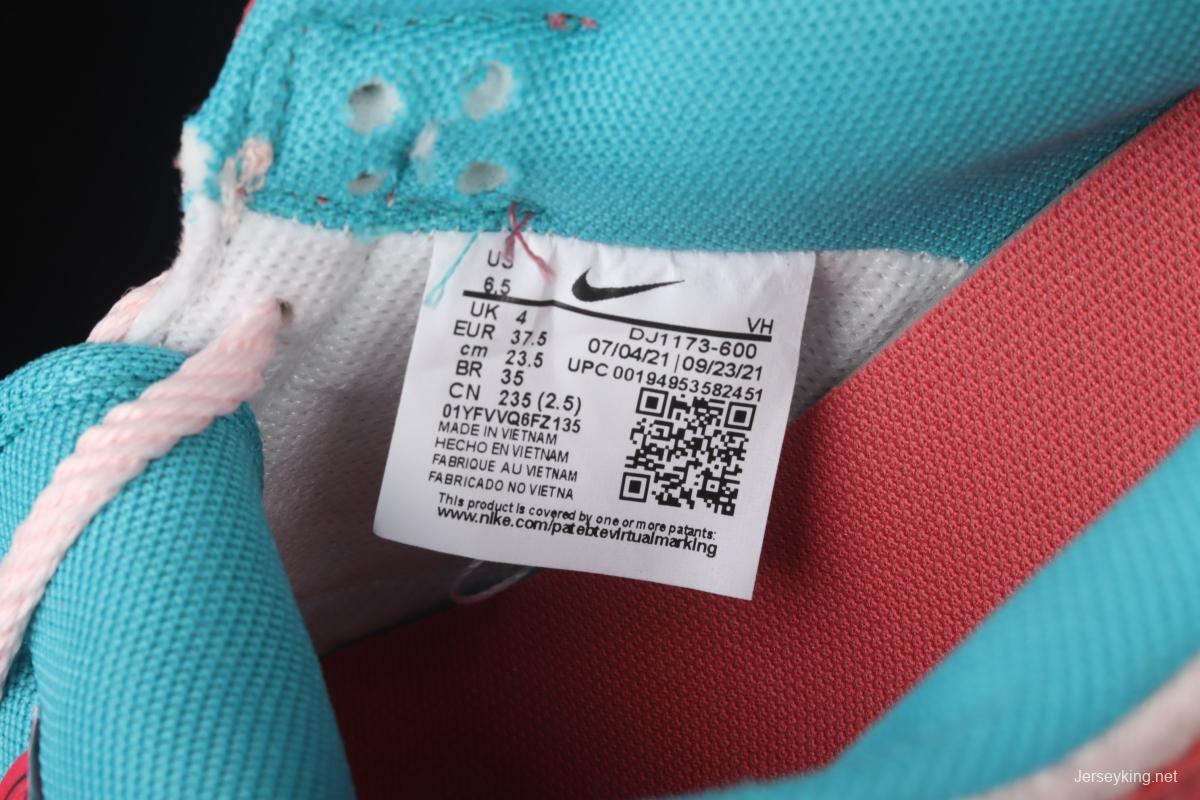 US
6.5
VH
UK 4
EUR 37.5
cm 23.5
BR 35
CN 235 (2.5)
01YFVVQ6FZ135
MADE IN VIETNAM
HECHO EN VIETNAM
FABRIQUE AU VIETNAM
FABRICADO NO VIETNA
DJ1173-600
07/04/21 | 09/23/21
UPC 00194953582451
This product is covered by one or more patants:
www.nike.com/patebtevirtualmarking
Jerseyking.net